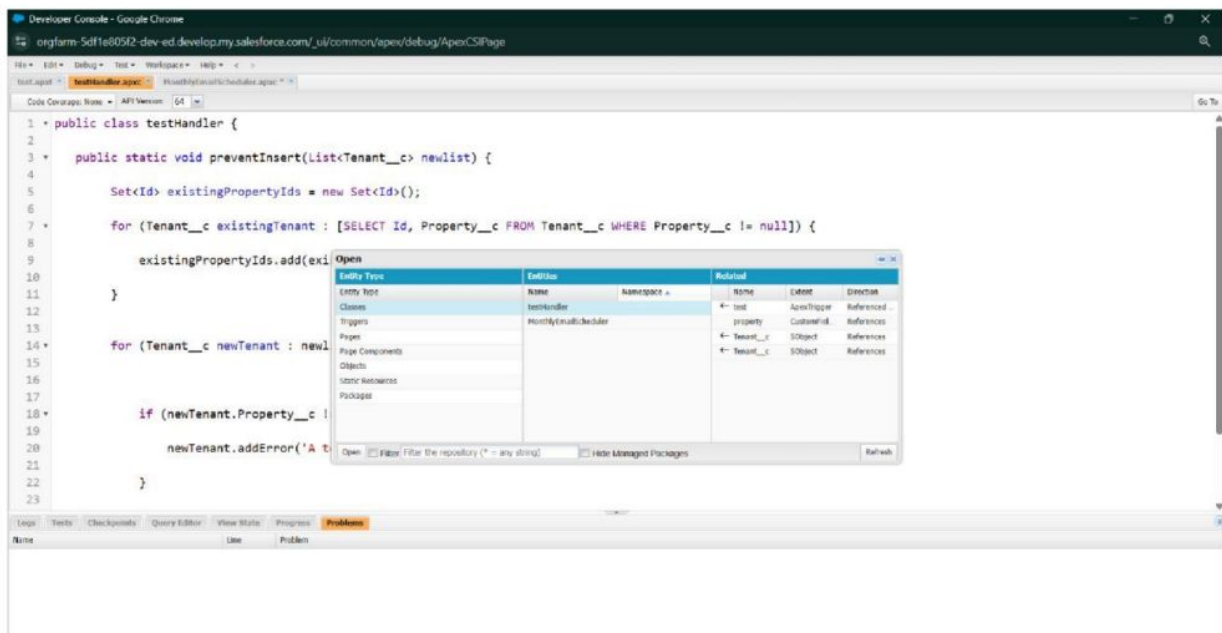 Developer Console - Google Chrome
orgfarm-5df1e805f2-dev-ed.develop.my.salesforce.com/_ui/common/apex/debug/ApexCSIPage
File Edit Debug Test Workspace Help < >
test.apxt testHandler.apxc MonthlyEmailScheduler.apxc *
Code Coverage: None API Version: 64 Go To
1 public class testHandler {
2
3 public static void preventInsert(List<Tenant__c> newlist) {
4
5 Set<Id> existingPropertyIds = new Set<Id>();
6
7 for (Tenant__c existingTenant : [SELECT Id, Property__c FROM Tenant__c WHERE Property__c != null]) {
8
9 existingPropertyIds.add(exi
10
11 }
12
13
14 for (Tenant__c newTenant : newl
15
16
17
18 if (newTenant.Property__c !
19
20 newTenant.addError('A t
21
22 }
23
Open
Entity Type Entities Related
Entity Type Name Namespace Name Extent Direction
Classes testHandler test ApexTrigger Referenced ...
Triggers MonthlyEmailScheduler property CustomFiel... References
Pages Tenant__c SObject References
Page Components Tenant__c SObject References
Objects
Static Resources
Packages
Open Filter Filter the repository (* = any string) Hide Managed Packages Refresh
Logs Tests Checkpoints Query Editor View State Progress Problems
Name Line Problem